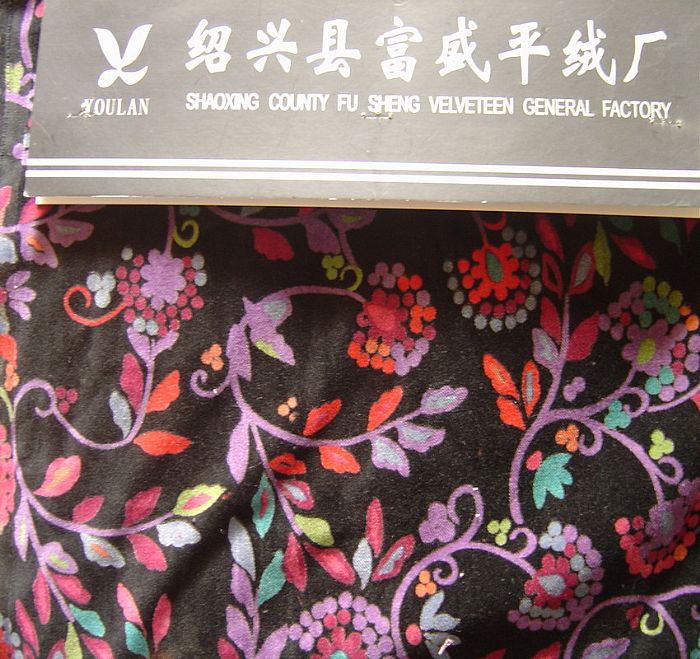 绍兴县富盛平绒厂
YOULAN
SHAOXING COUNTY FU SHENG VELVETEEN GENERAL FACTORY